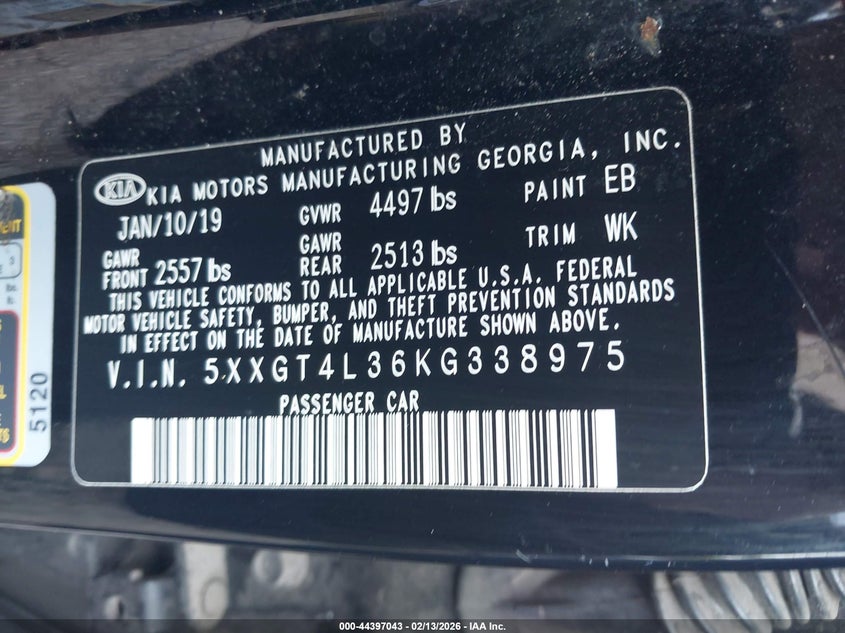 MANUFACTURED BY
KIA KIA MOTORS MANUFACTURING GEORGIA, INC.
JAN/10/19 GVWR 4497 lbs PAINT EB
GAWR FRONT 2557 lbs GAWR REAR 2513 lbs TRIM WK
THIS VEHICLE CONFORMS TO ALL APPLICABLE U.S.A. FEDERAL
MOTOR VEHICLE SAFETY, BUMPER, AND THEFT PREVENTION STANDARDS
IN EFFECT ON THE DATE OF MANUFACTURE SHOWN ABOVE.
V.I.N. 5XXGT4L36KG338975
PASSENGER CAR
5120
000-44397043 - 02/13/2026 - IAA Inc.